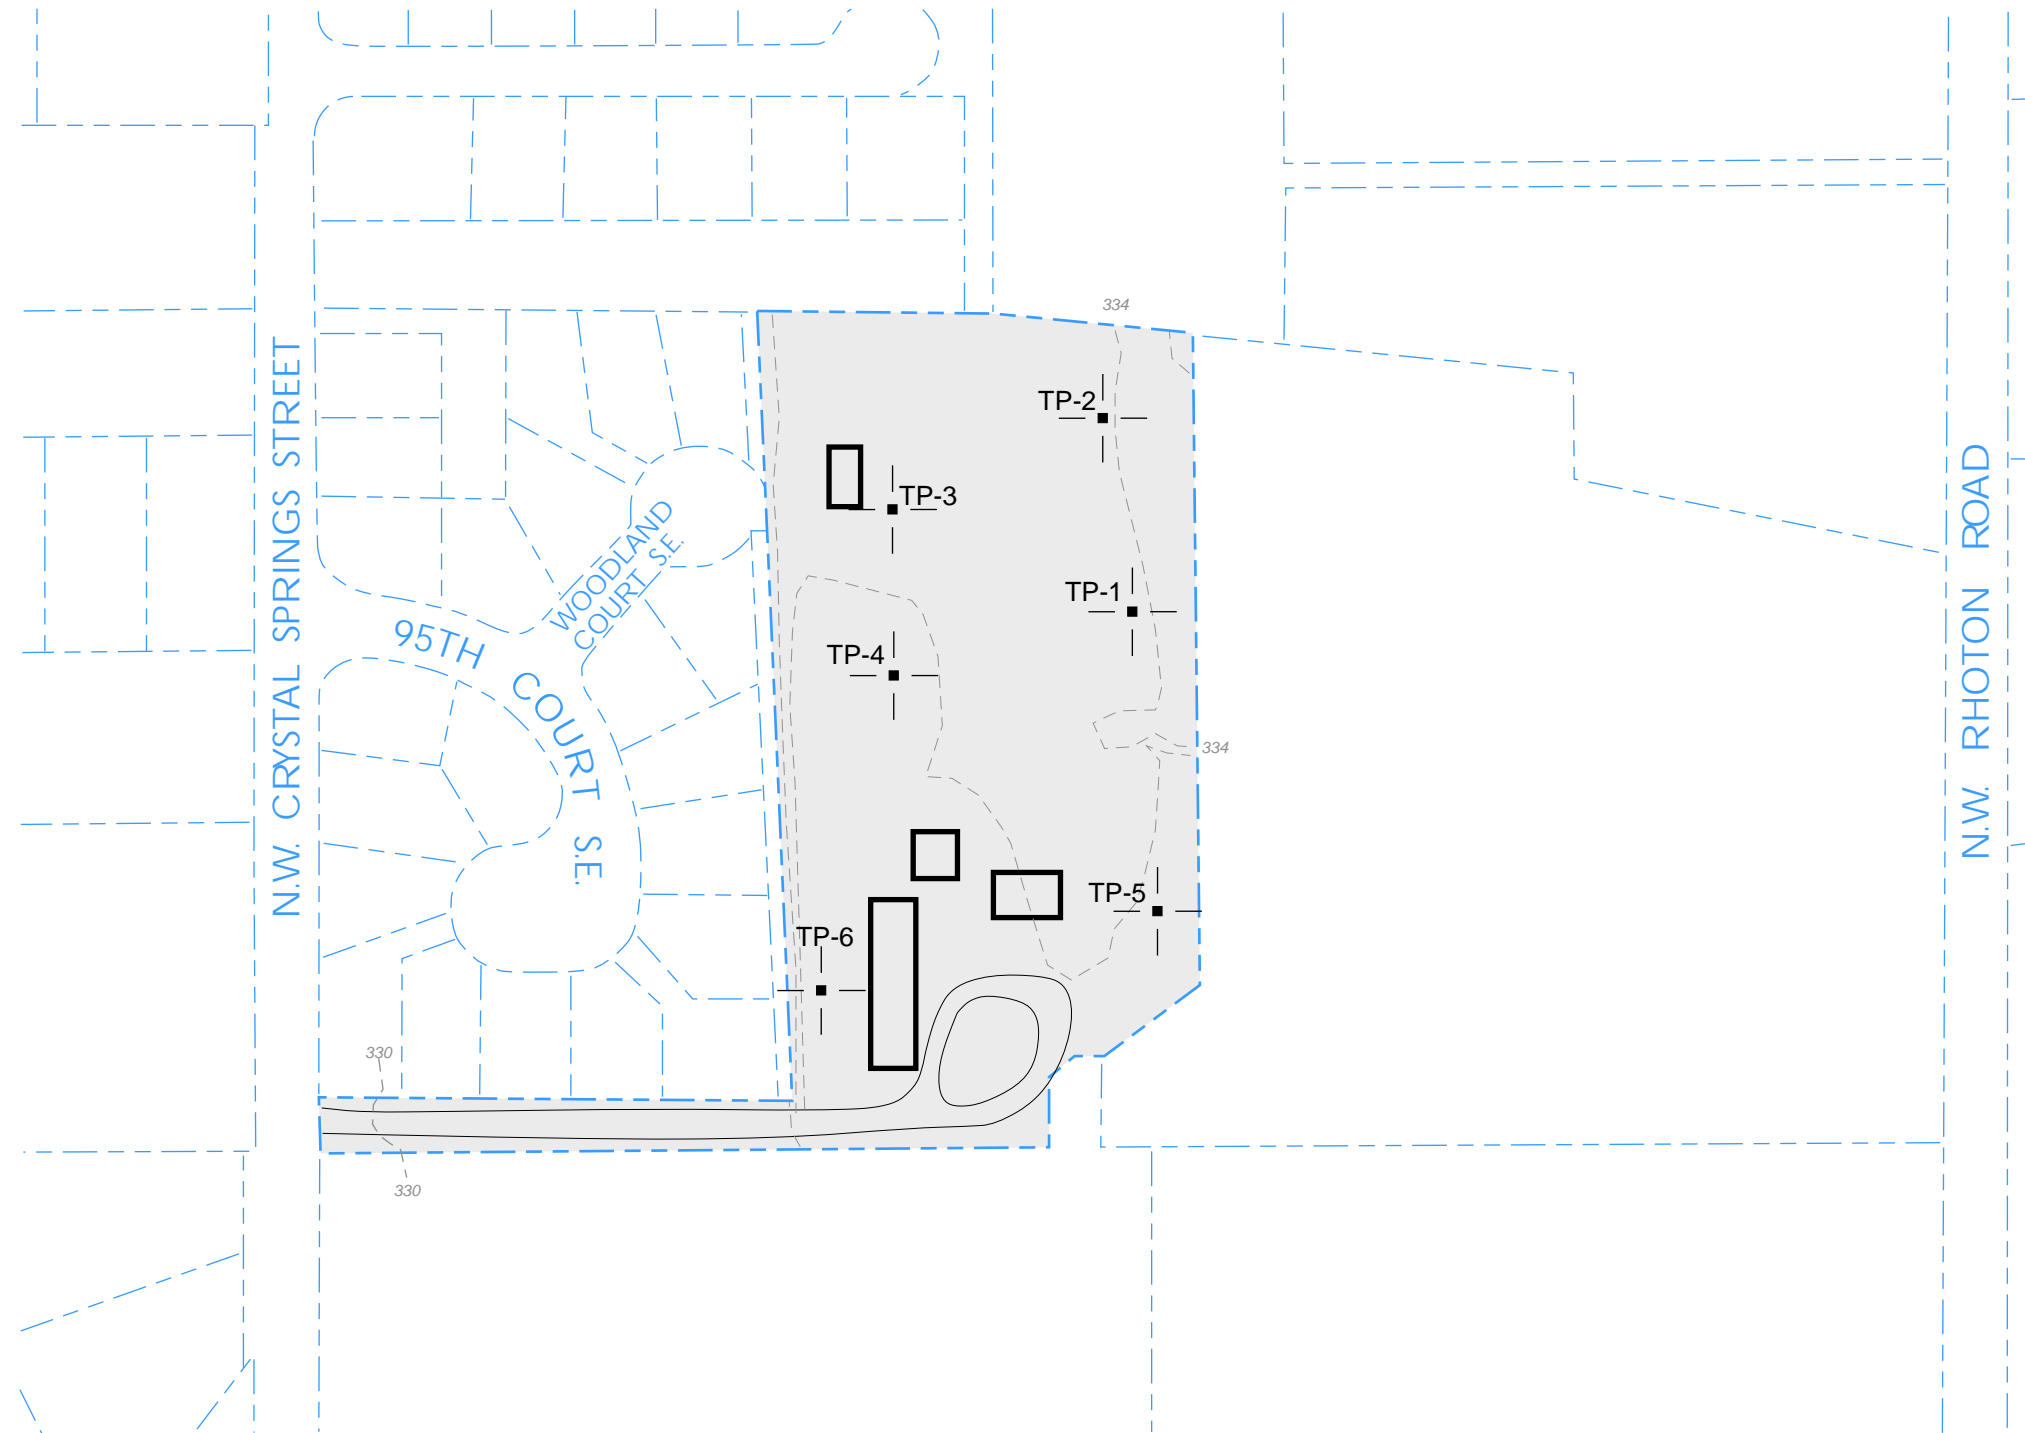 334
N.W. CRYSTAL SPRINGS STREET
TP-2
N.W. RHOTON ROAD
TP-3
WOODLAND
COURT S.E.
TP-1
95TH COURT S.E.
TP-4
334
TP-5
TP-6
330
330